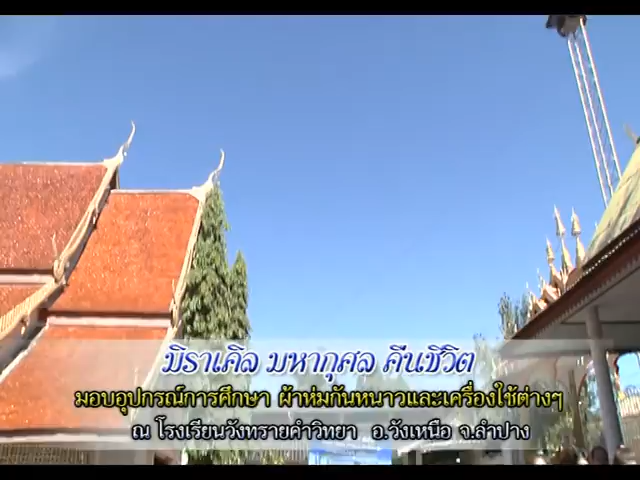 มิราเคิล มหากุศล คืนชีวิต
มอบอุปกรณ์การศึกษา ผ้าห่มกันหนาวและเครื่องใช้ต่างๆ
ณ โรงเรียนวังทรายคำวิทยา อ.วังเหนือ จ.ลำปาง